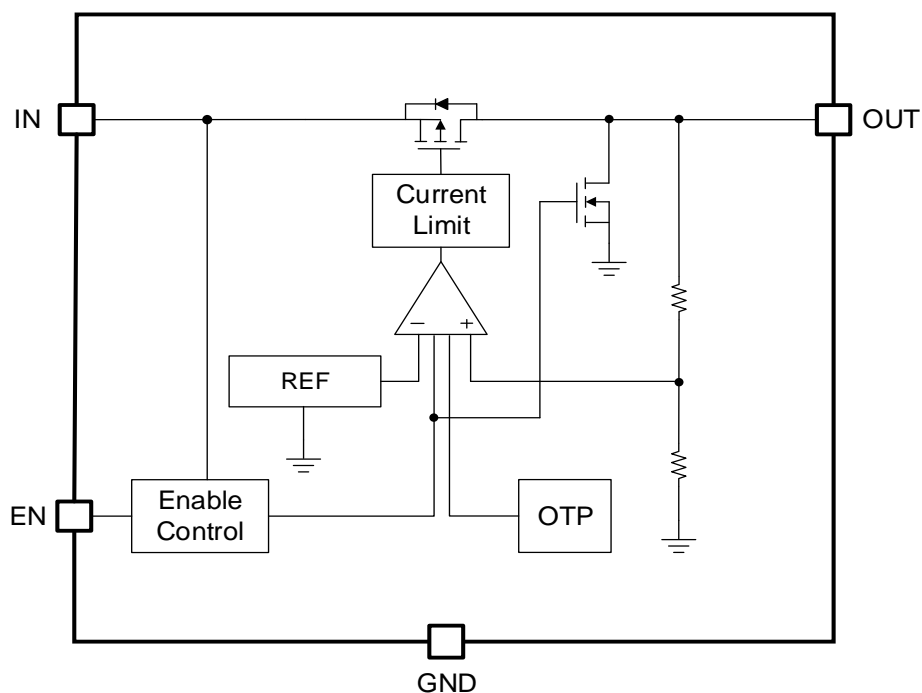 IN
OUT
Current
Limit
− +
REF
EN
Enable
Control
OTP
GND